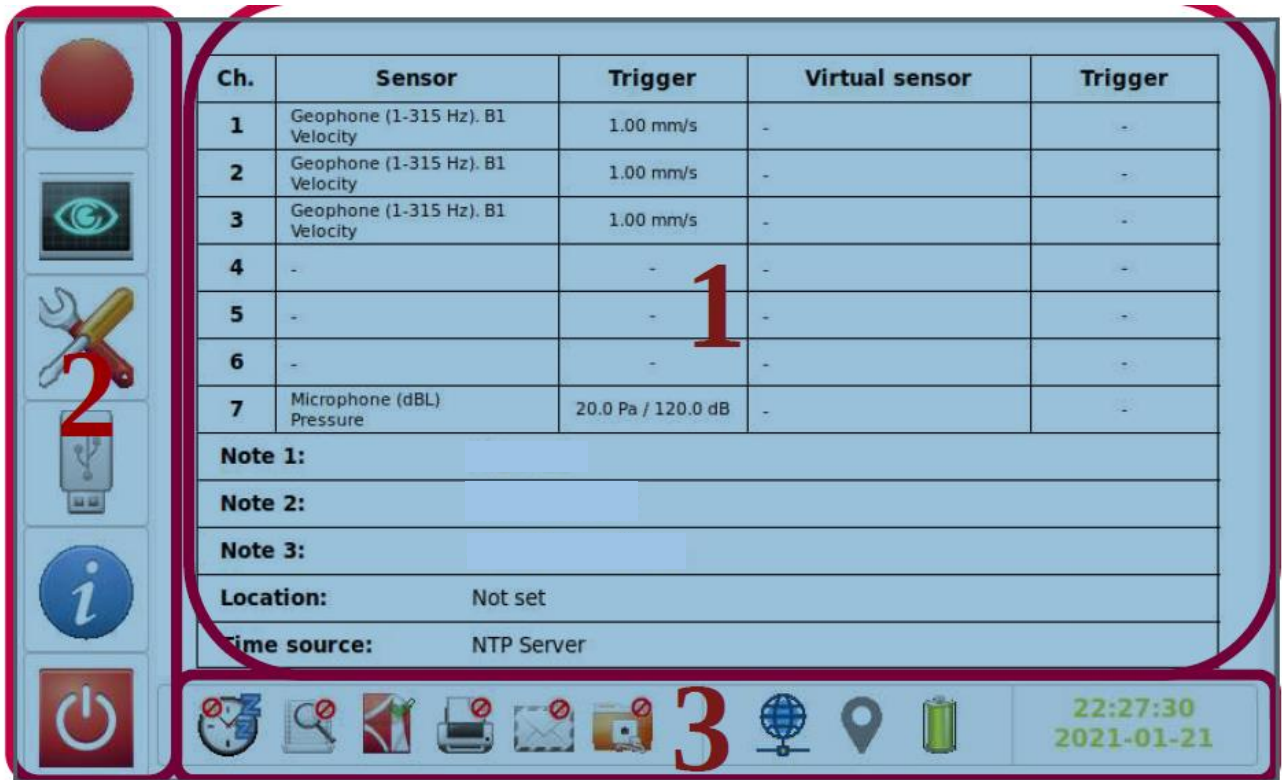 Ch. Sensor Trigger Virtual sensor Trigger
1 Geophone (1-315 Hz). B1 Velocity 1.00 mm/s - -
2 Geophone (1-315 Hz). B1 Velocity 1.00 mm/s - -
3 Geophone (1-315 Hz). B1 Velocity 1.00 mm/s - -
4 - - - -
5 - - - -
6 - - - -
7 Microphone (dBL) Pressure 20.0 Pa / 120.0 dB - -
Note 1:
Note 2:
Note 3:
Location: Not set
Time source: NTP Server
1
2
3
z z z
i
22:27:30
2021-01-21